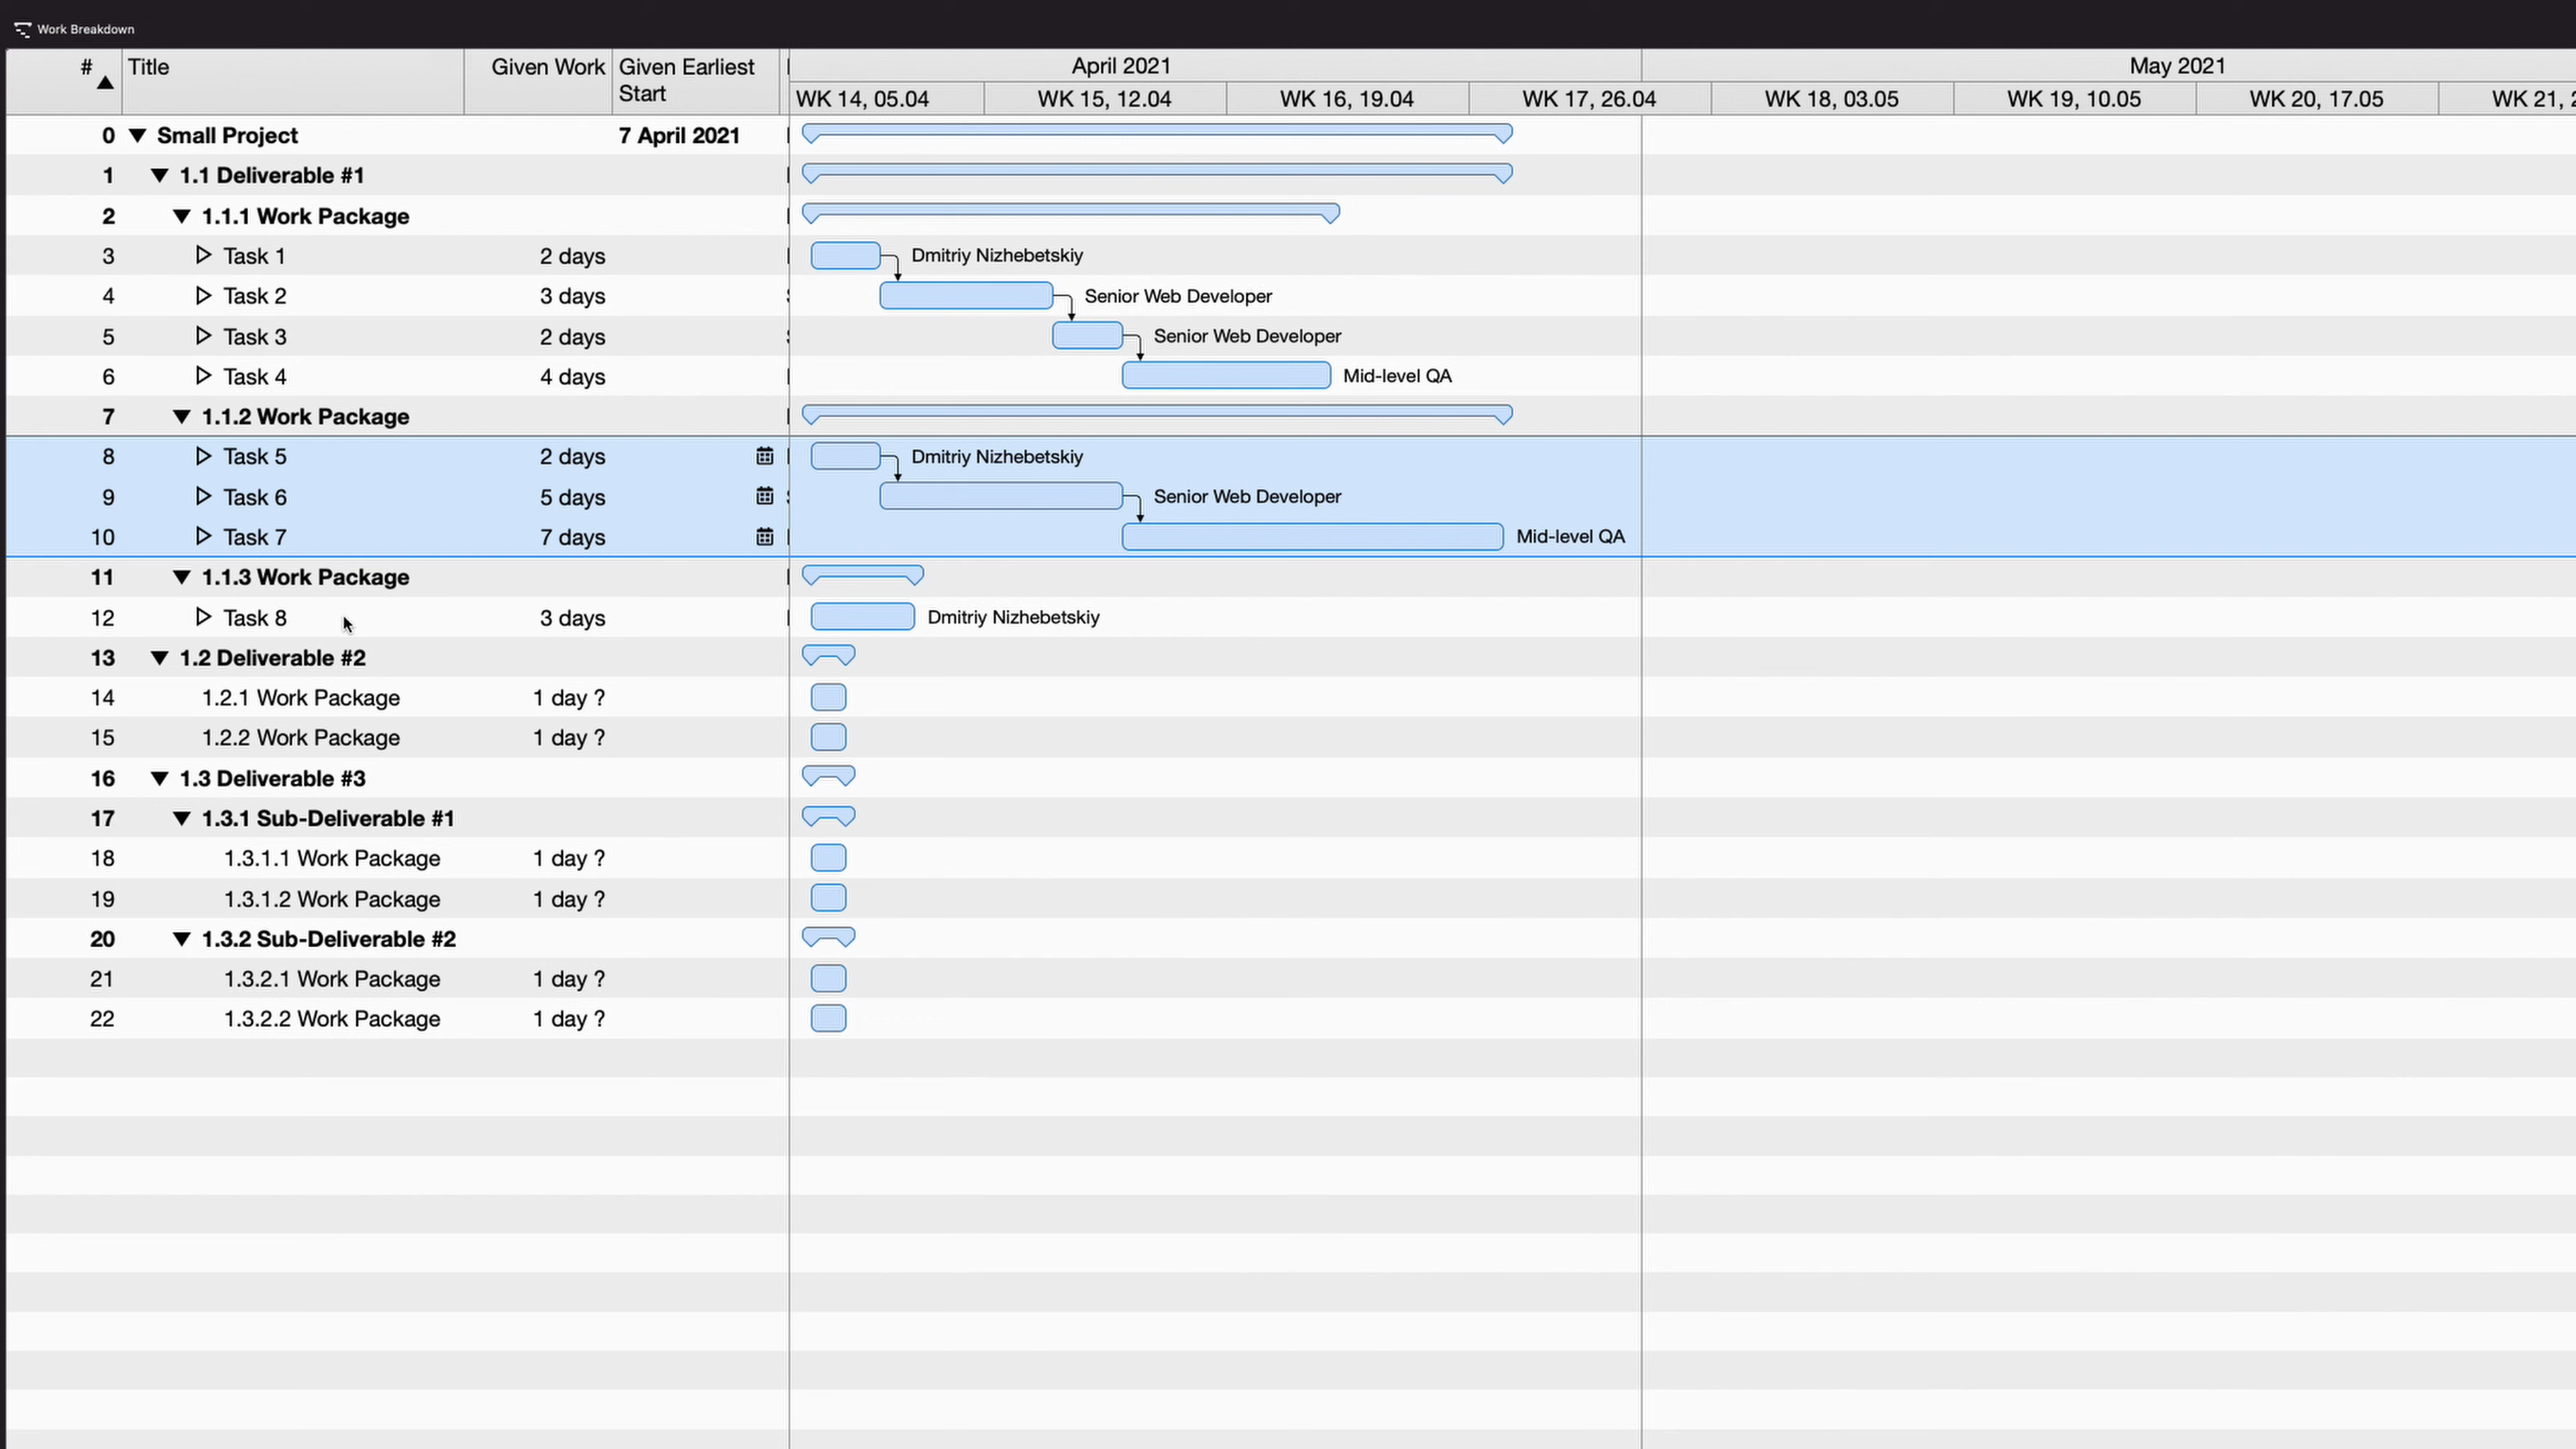 Work Breakdown
# Title Given Work Given Earliest Start
April 2021 May 2021
WK 14, 05.04 WK 15, 12.04 WK 16, 19.04 WK 17, 26.04 WK 18, 03.05 WK 19, 10.05 WK 20, 17.05 WK 21,
0 Small Project 7 April 2021
1 1.1 Deliverable #1
2 1.1.1 Work Package
3 Task 1 2 days Dmitriy Nizhebetskiy
4 Task 2 3 days Senior Web Developer
5 Task 3 2 days Senior Web Developer
6 Task 4 4 days Mid-level QA
7 1.1.2 Work Package
8 Task 5 2 days Dmitriy Nizhebetskiy
9 Task 6 5 days Senior Web Developer
10 Task 7 7 days Mid-level QA
11 1.1.3 Work Package
12 Task 8 3 days Dmitriy Nizhebetskiy
13 1.2 Deliverable #2
14 1.2.1 Work Package 1 day ?
15 1.2.2 Work Package 1 day ?
16 1.3 Deliverable #3
17 1.3.1 Sub-Deliverable #1
18 1.3.1.1 Work Package 1 day ?
19 1.3.1.2 Work Package 1 day ?
20 1.3.2 Sub-Deliverable #2
21 1.3.2.1 Work Package 1 day ?
22 1.3.2.2 Work Package 1 day ?